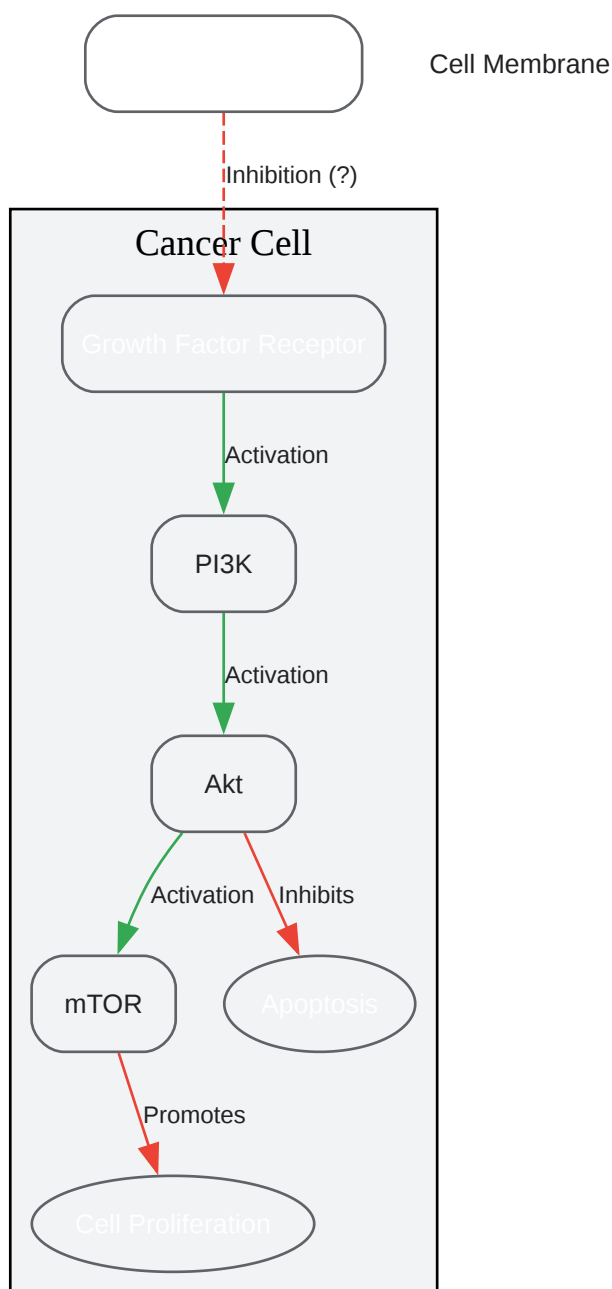 Cell Membrane
Inhibition (?)
Cancer Cell
Growth Factor Receptor
Activation
PI3K
Activation
Akt
Activation
Inhibits
mTOR
Apoptosis
Promotes
Cell Proliferation